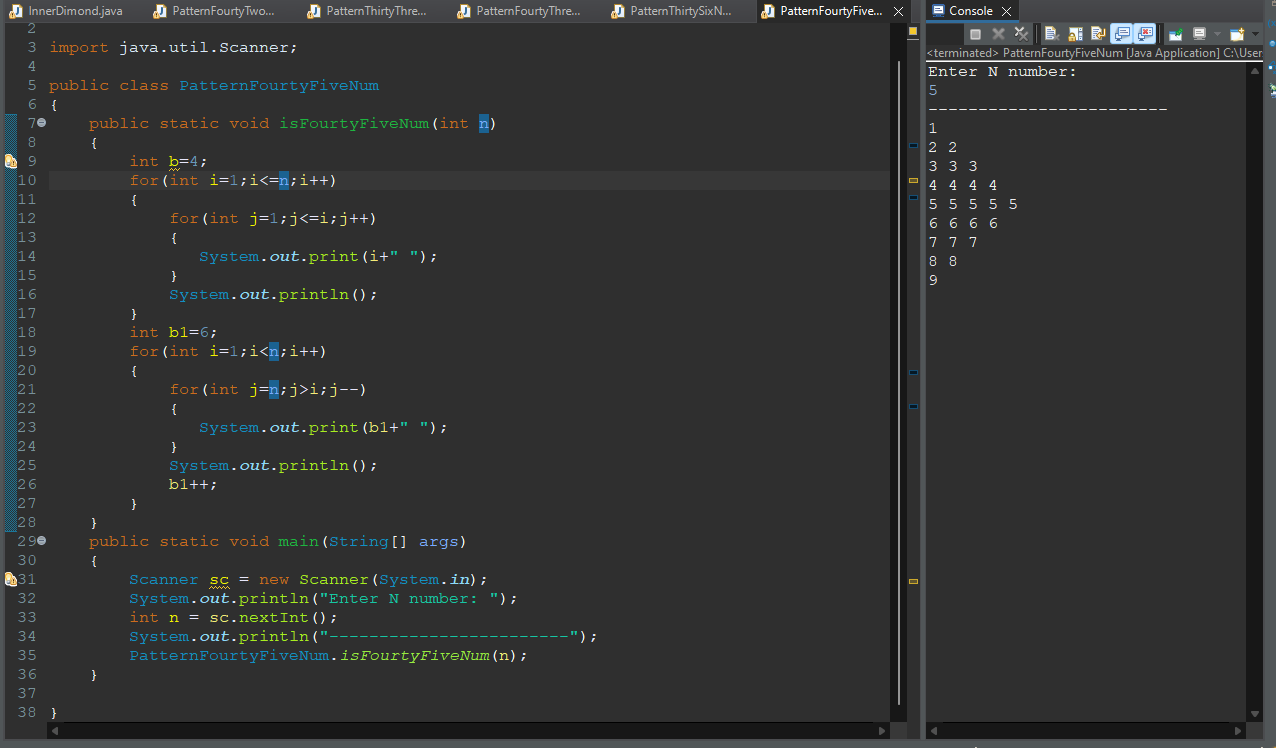 InnerDimond.java PatternFourtyTwo... PatternThirtyThre... PatternFourtyThre... PatternThirtySixN... PatternFourtyFive...
2
3 import java.util.Scanner;
4
5 public class PatternFourtyFiveNum
6 {
7 public static void isFourtyFiveNum(int n)
8 {
9 int b=4;
10 for(int i=1;i<=n;i++)
11 {
12 for(int j=1;j<=i;j++)
13 {
14 System.out.print(i+" ");
15 }
16 System.out.println();
17 }
18 int b1=6;
19 for(int i=1;i<n;i++)
20 {
21 for(int j=n;j>i;j--)
22 {
23 System.out.print(b1+" ");
24 }
25 System.out.println();
26 b1++;
27 }
28 }
29 public static void main(String[] args)
30 {
31 Scanner sc = new Scanner(System.in);
32 System.out.println("Enter N number: ");
33 int n = sc.nextInt();
34 System.out.println("------------------------");
35 PatternFourtyFiveNum.isFourtyFiveNum(n);
36 }
37
38 }
Console
<terminated> PatternFourtyFiveNum [Java Application] C:\User
Enter N number:
5
------------------------
1
2 2
3 3 3
4 4 4 4
5 5 5 5 5
6 6 6 6
7 7 7
8 8
9